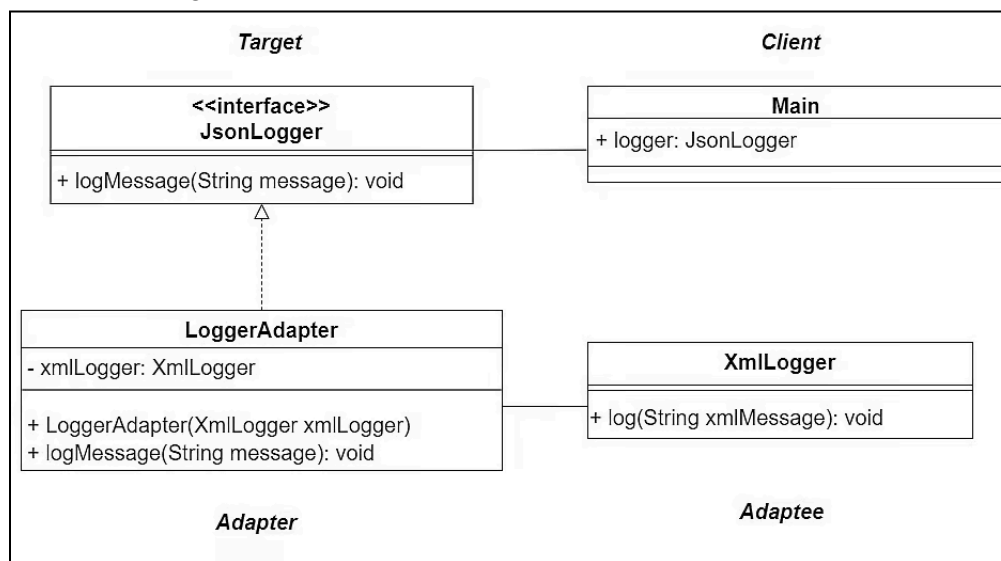 Target
Client
<<interface>>
JsonLogger
+ logMessage(String message): void
Main
+ logger: JsonLogger
LoggerAdapter
- xmlLogger: XmlLogger
+ LoggerAdapter(XmlLogger xmlLogger)
+ logMessage(String message): void
XmlLogger
+ log(String xmlMessage): void
Adapter
Adaptee